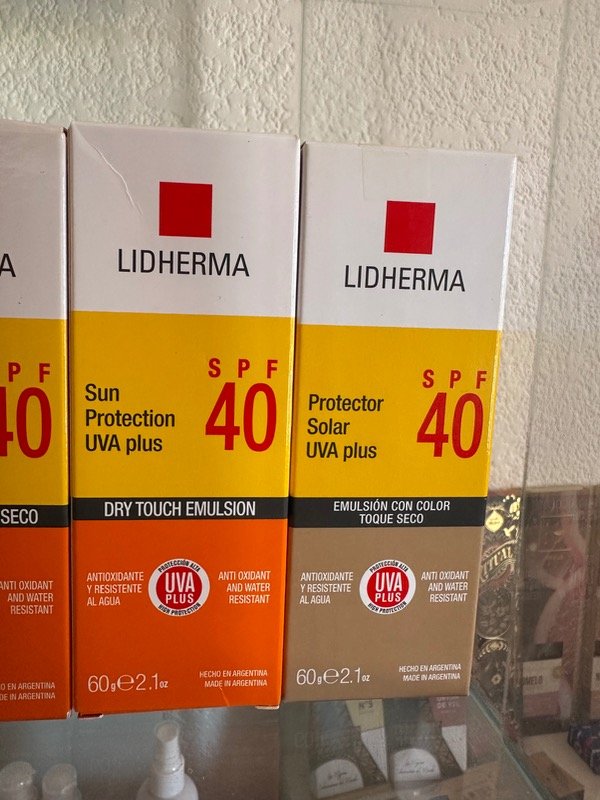 A
PF
40
SECO
ANTI OXIDANT
AND WATER
RESISTANT
HECHO EN ARGENTINA
MADE IN ARGENTINA
LIDHERMA
Sun
Protection
UVA plus
SPF
40
DRY TOUCH EMULSION
ANTIOXIDANTE
Y RESISTENTE
AL AGUA
PROTECCIÓN ALTA
UVA
PLUS
HIGH PROTECTION
ANTI OXIDANT
AND WATER
RESISTANT
60g℮2.1oz
HECHO EN ARGENTINA
MADE IN ARGENTINA
LIDHERMA
Protector
Solar
UVA plus
SPF
40
EMULSIÓN CON COLOR
TOQUE SECO
ANTIOXIDANTE
Y RESISTENTE
AL AGUA
PROTECCIÓN ALTA
UVA
PLUS
HIGH PROTECTION
ANTI OXIDANT
AND WATER
RESISTANT
60g℮2.1oz
HECHO EN ARGENTINA
MADE IN ARGENTINA